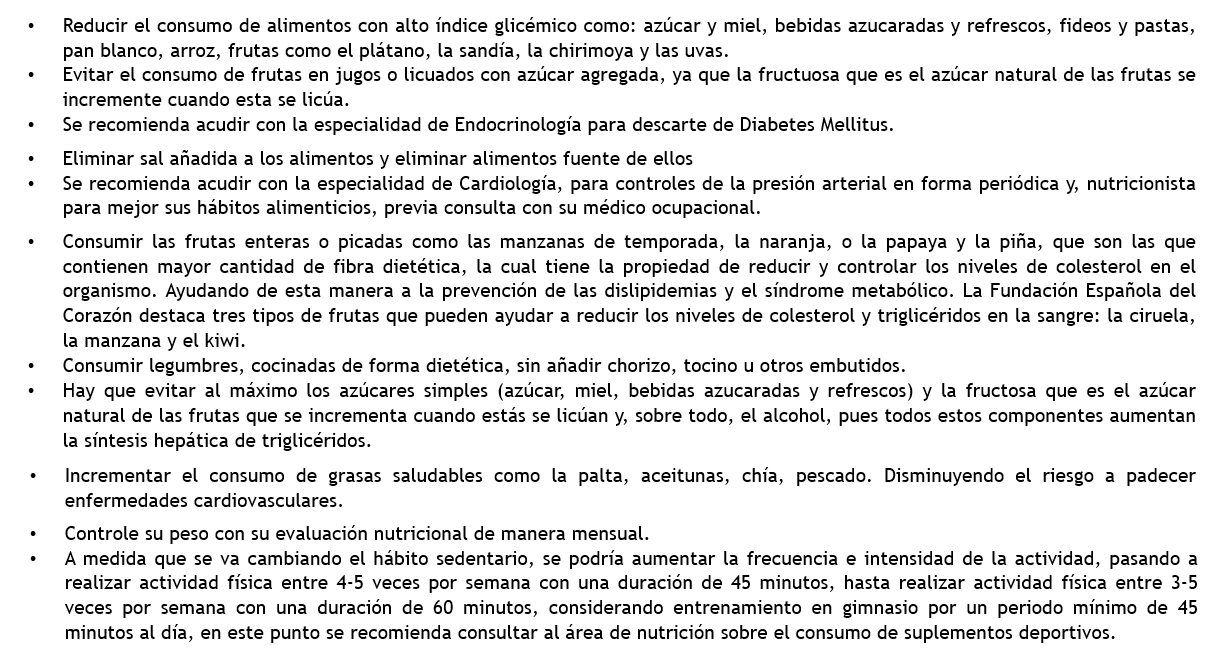 • Reducir el consumo de alimentos con alto índice glicémico como: azúcar y miel, bebidas azucaradas y refrescos, fideos y pastas,
pan blanco, arroz, frutas como el plátano, la sandía, la chirimoya y las uvas.
• Evitar el consumo de frutas en jugos o licuados con azúcar agregada, ya que la fructuosa que es el azúcar natural de las frutas se
incremente cuando esta se licúa.
• Se recomienda acudir con la especialidad de Endocrinología para descarte de Diabetes Mellitus.
• Eliminar sal añadida a los alimentos y eliminar alimentos fuente de ellos
• Se recomienda acudir con la especialidad de Cardiología, para controles de la presión arterial en forma periódica y, nutricionista
para mejor sus hábitos alimenticios, previa consulta con su médico ocupacional.
• Consumir las frutas enteras o picadas como las manzanas de temporada, la naranja, o la papaya y la piña, que son las que
contienen mayor cantidad de fibra dietética, la cual tiene la propiedad de reducir y controlar los niveles de colesterol en el
organismo. Ayudando de esta manera a la prevención de las dislipidemias y el síndrome metabólico. La Fundación Española del
Corazón destaca tres tipos de frutas que pueden ayudar a reducir los niveles de colesterol y triglicéridos en la sangre: la ciruela,
la manzana y el kiwi.
• Consumir legumbres, cocinadas de forma dietética, sin añadir chorizo, tocino u otros embutidos.
• Hay que evitar al máximo los azúcares simples (azúcar, miel, bebidas azucaradas y refrescos) y la fructosa que es el azúcar
natural de las frutas que se incrementa cuando estás se licúan y, sobre todo, el alcohol, pues todos estos componentes aumentan
la síntesis hepática de triglicéridos.
• Incrementar el consumo de grasas saludables como la palta, aceitunas, chía, pescado. Disminuyendo el riesgo a padecer
enfermedades cardiovasculares.
• Controle su peso con su evaluación nutricional de manera mensual.
• A medida que se va cambiando el hábito sedentario, se podría aumentar la frecuencia e intensidad de la actividad, pasando a
realizar actividad física entre 4-5 veces por semana con una duración de 45 minutos, hasta realizar actividad física entre 3-5
veces por semana con una duración de 60 minutos, considerando entrenamiento en gimnasio por un periodo mínimo de 45
minutos al día, en este punto se recomienda consultar al área de nutrición sobre el consumo de suplementos deportivos.